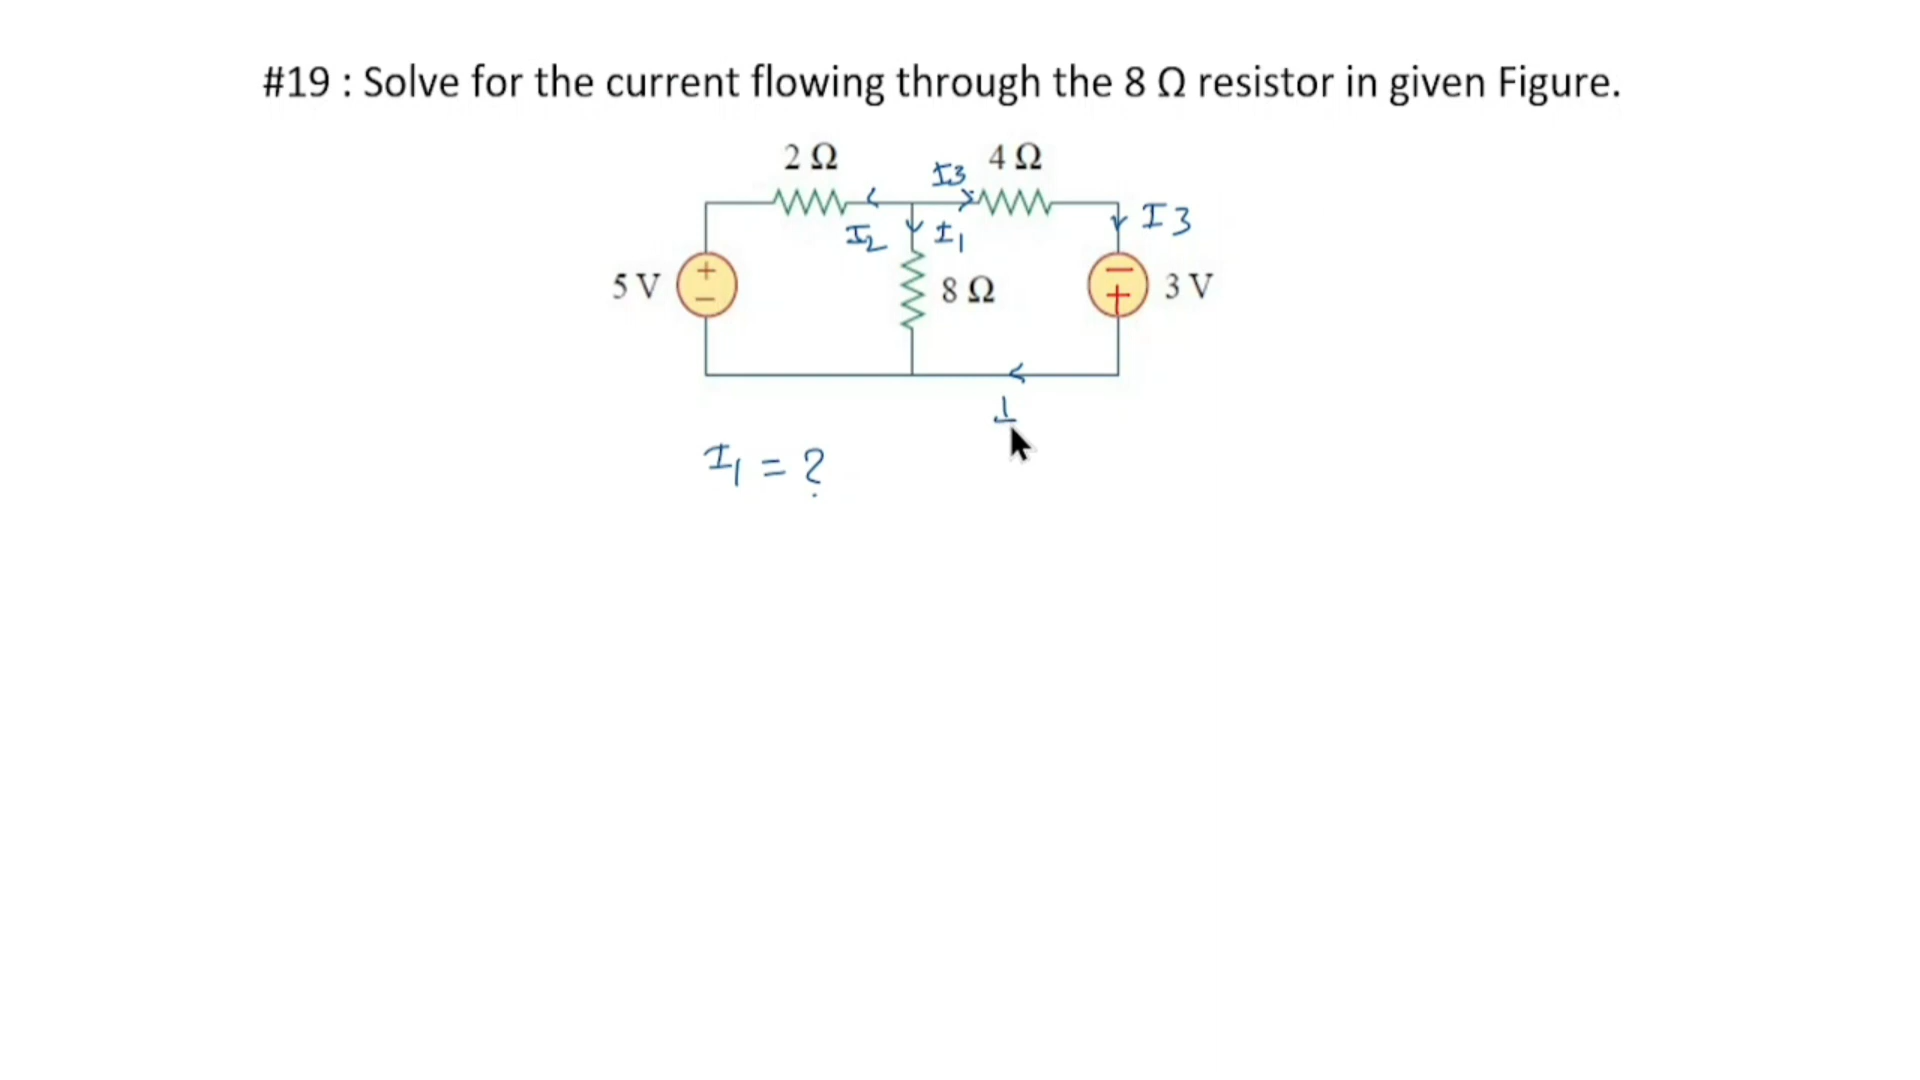 #19 : Solve for the current flowing through the 8 Ω resistor in given Figure.
2 Ω
I3
4 Ω
I3
I2
I1
5 V
+
−
8 Ω
−
+
3 V
I
I1 = ?